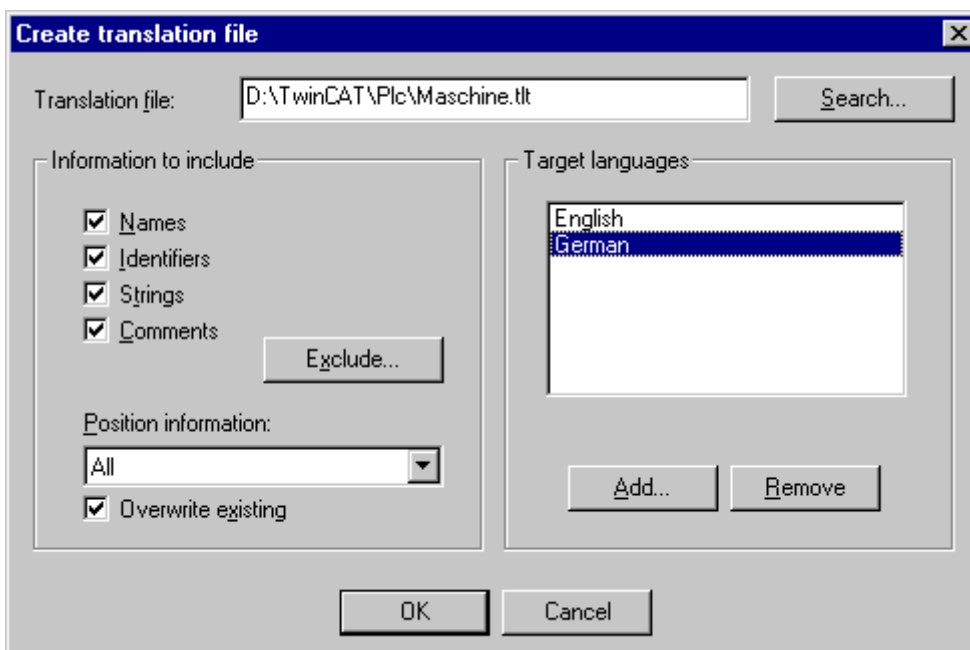 Create translation file
Translation file:
D:\TwinCAT\Plc\Maschine.tlt
Search...
Information to include
Names
Identifiers
Strings
Comments
Exclude...
Position information:
All
Overwrite existing
Target languages
English
German
Add...
Remove
OK
Cancel